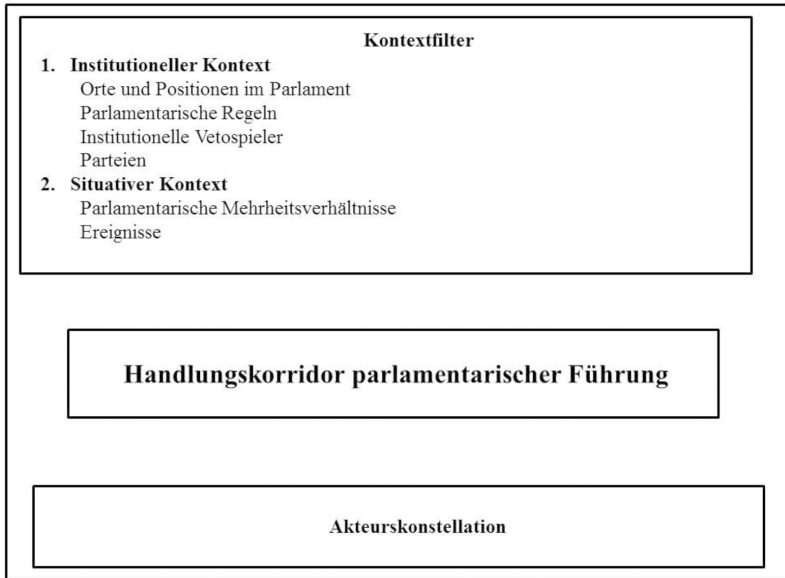 Kontextfilter
1. Institutioneller Kontext
Orte und Positionen im Parlament
Parlamentarische Regeln
Institutionelle Vetospieler
Parteien
2. Situativer Kontext
Parlamentarische Mehrheitsverhältnisse
Ereignisse
Handlungskorridor parlamentarischer Führung
Akteurskonstellation